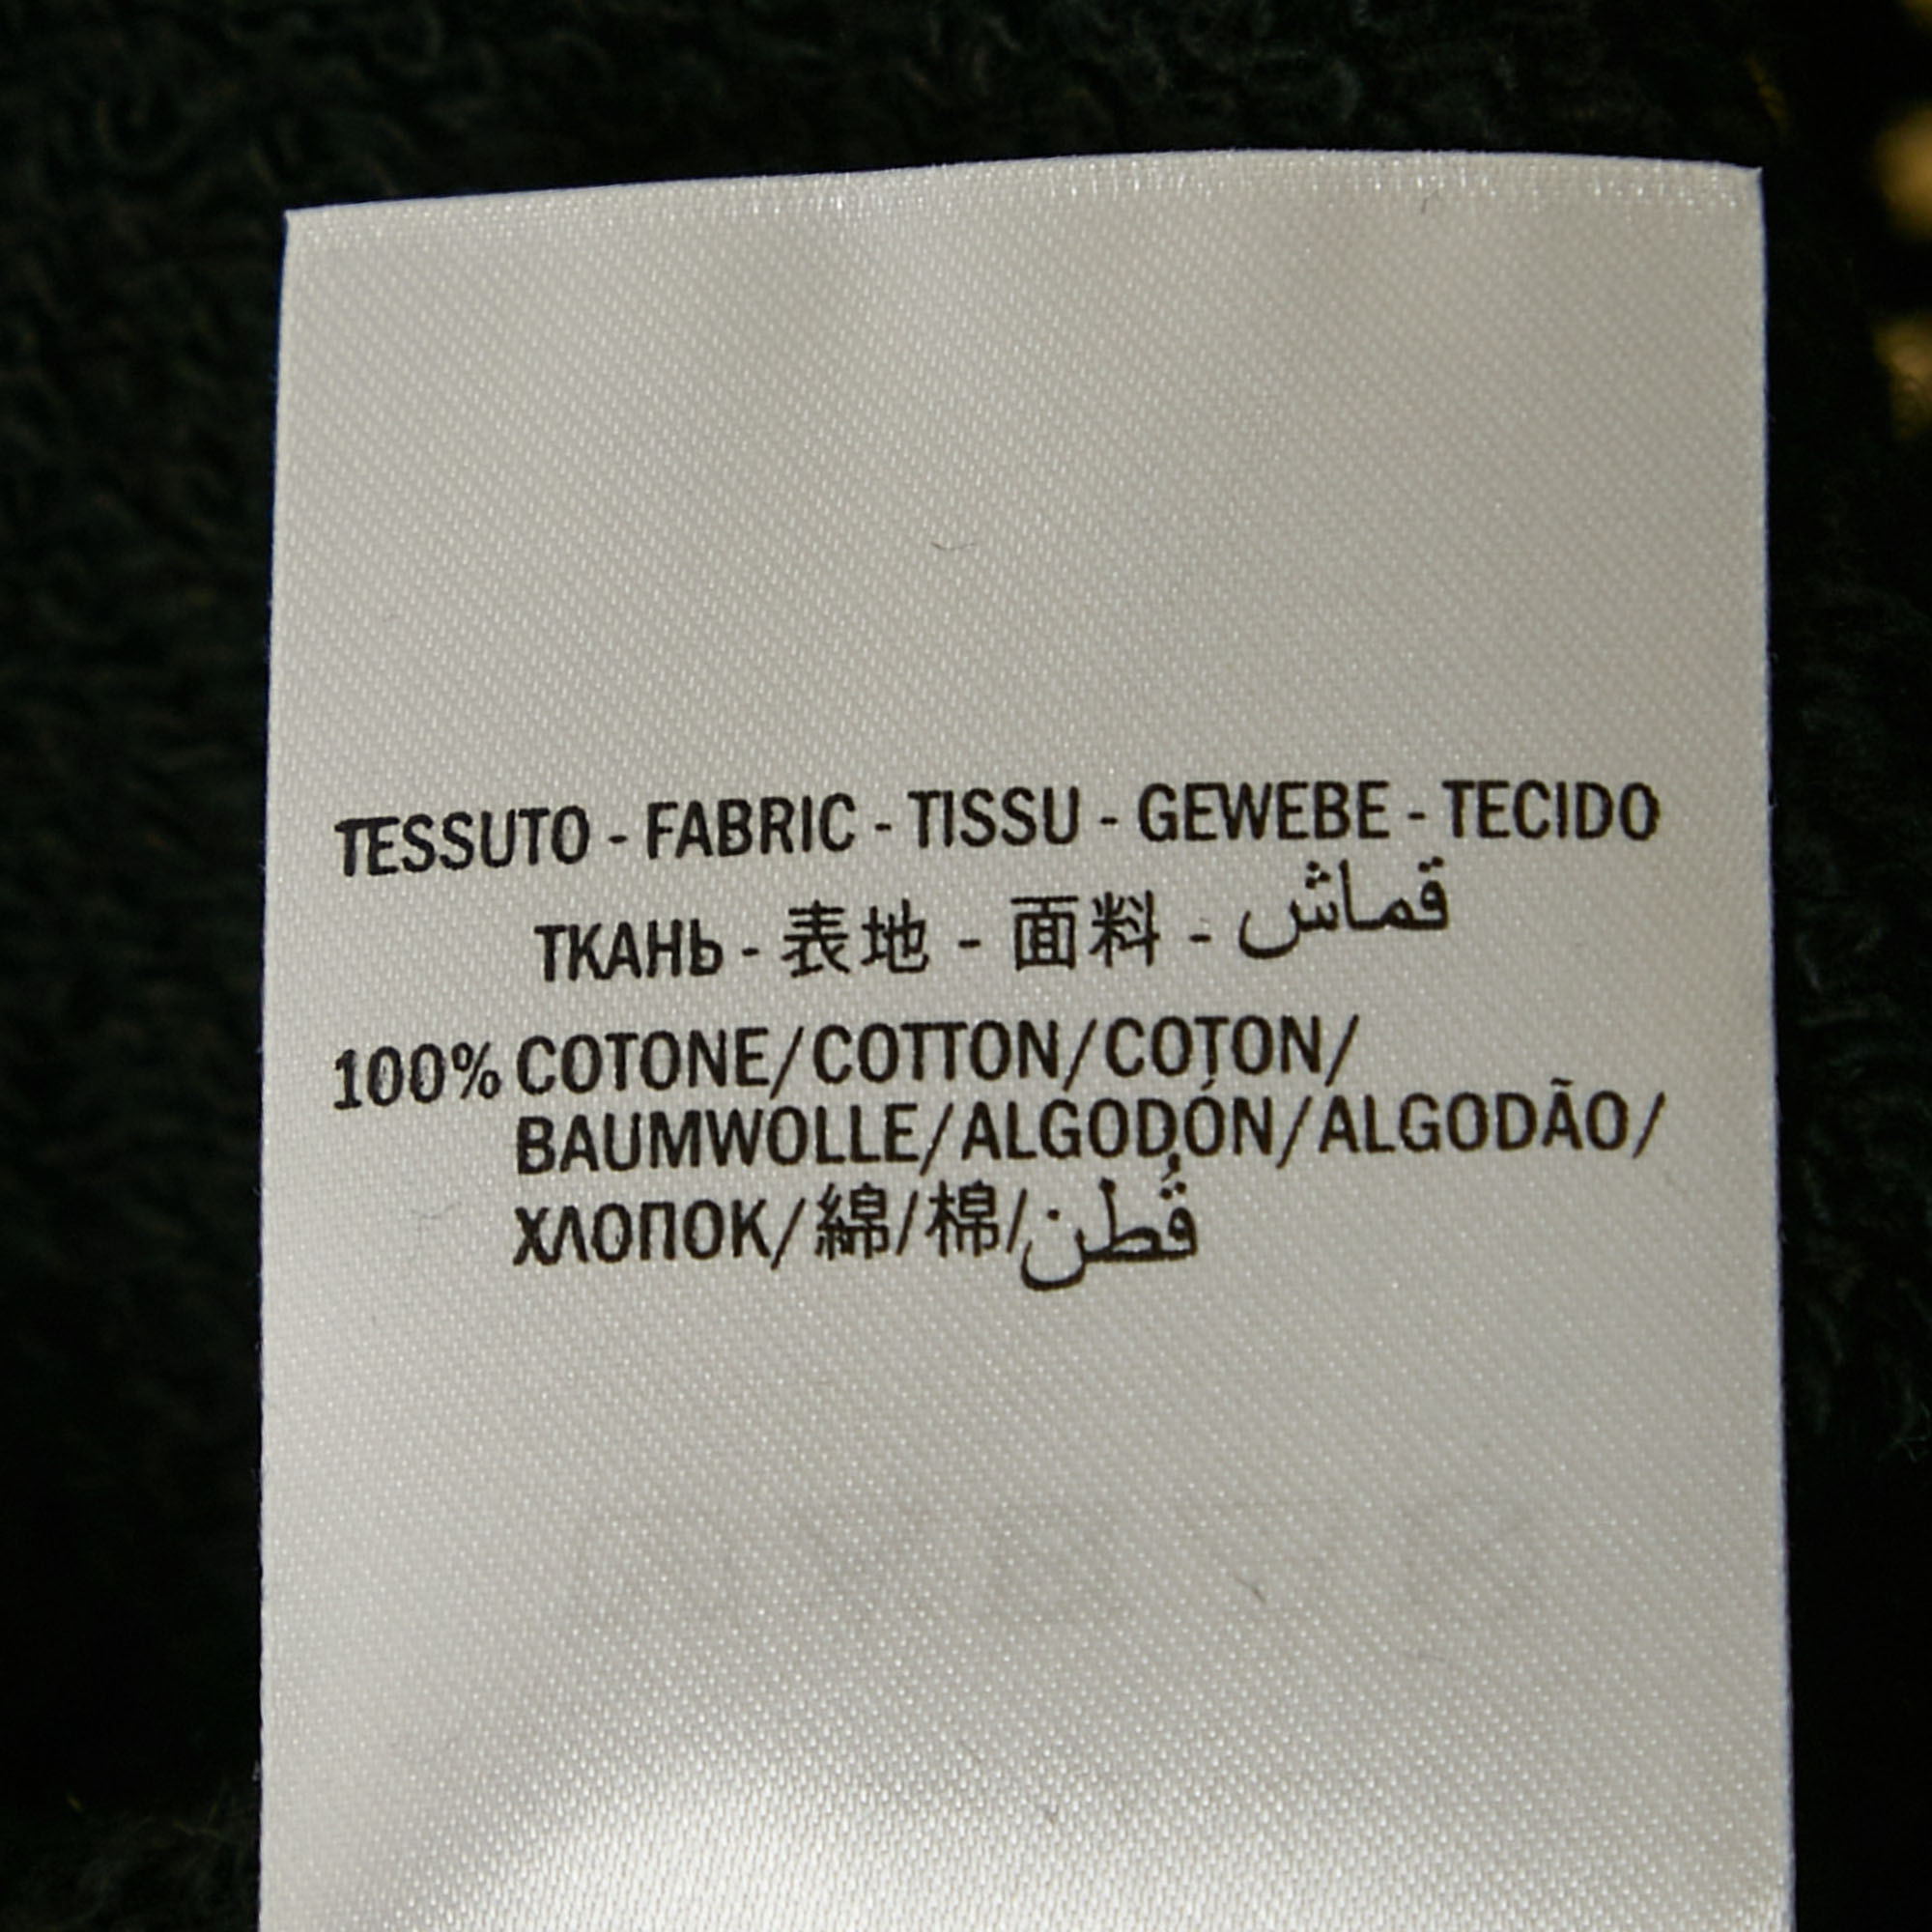 TESSUTO - FABRIC - TISSU - GEWEBE - TECIDO
ТКАНЬ - 表地 - 面料 - قماش
100% COTONE/COTTON/COTON/
BAUMWOLLE/ALGODÓN/ALGODÃO/
ХЛОПОК/綿/棉/قُطن